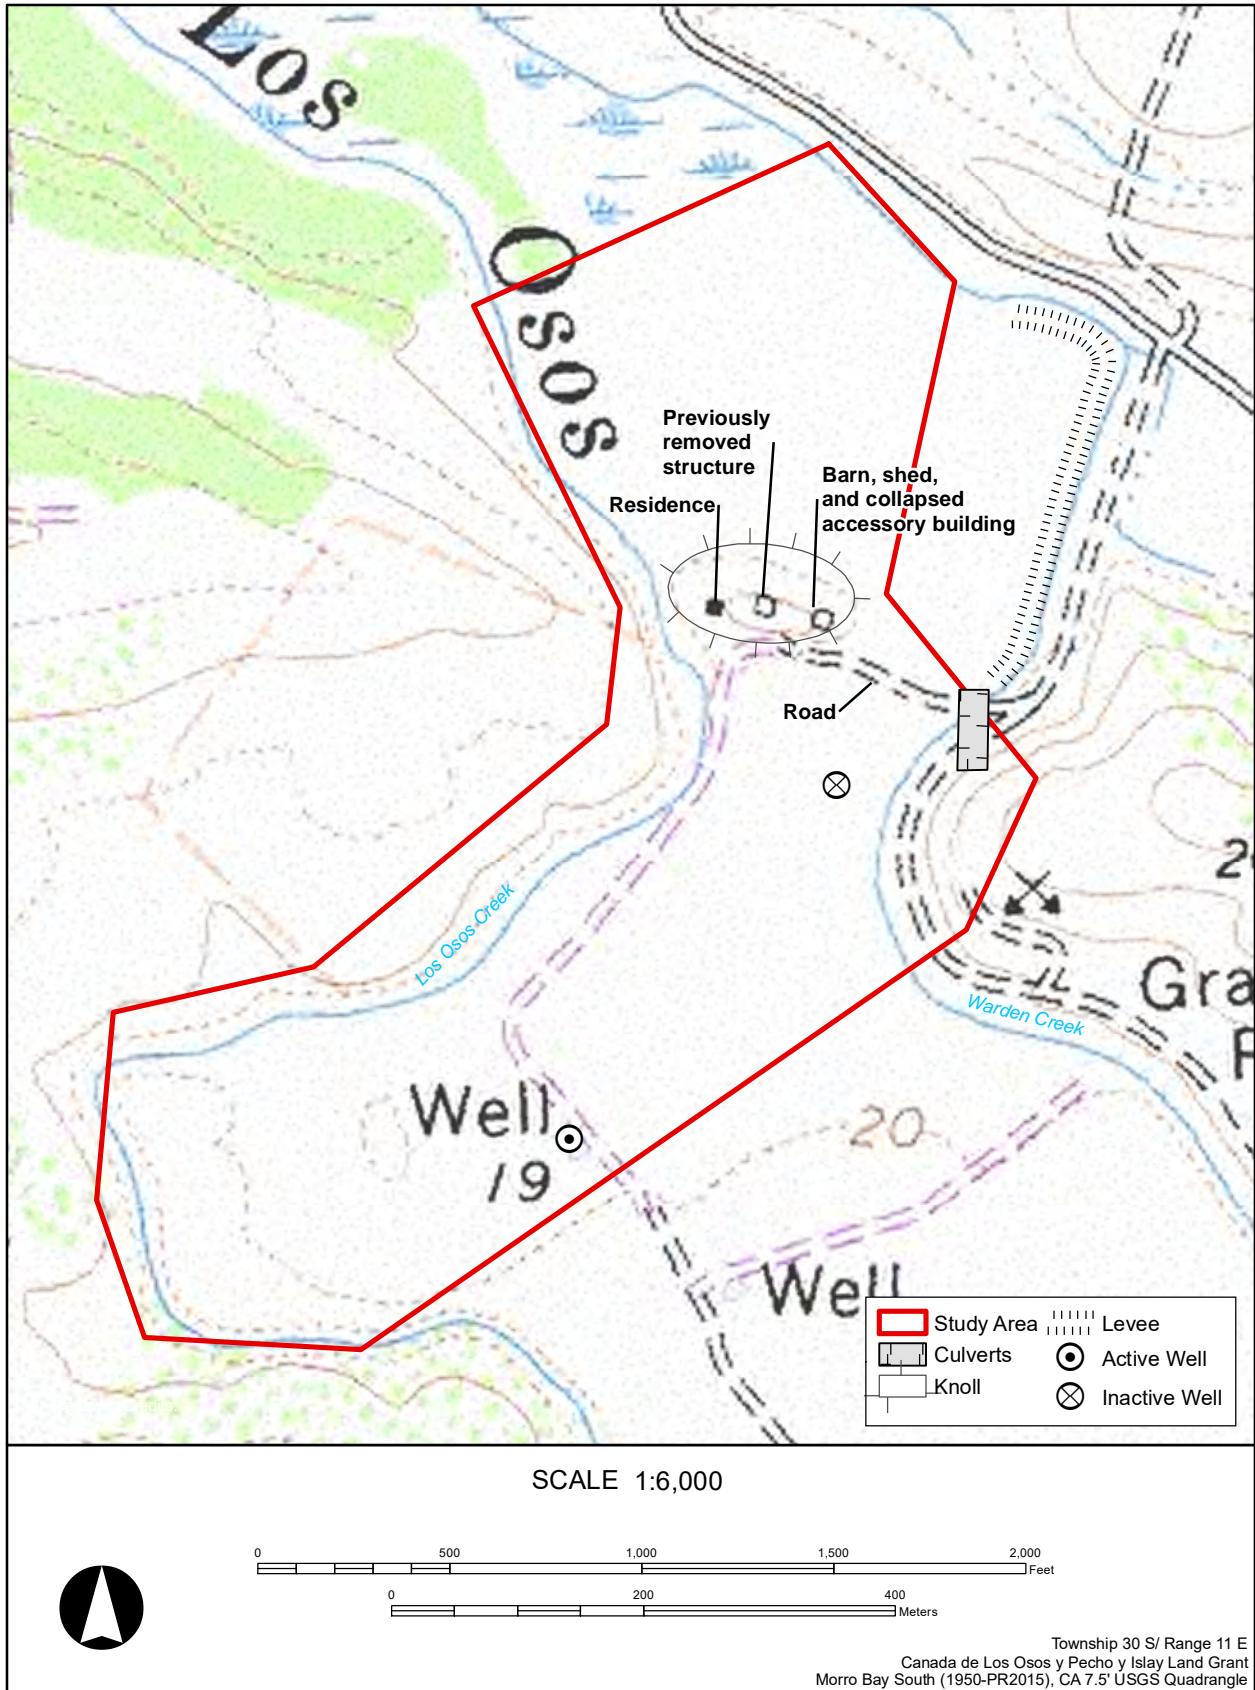 Los
Osos
Previously
removed
structure
Residence
Barn, shed,
and collapsed
accessory building
Road
Los Osos Creek
Warden Creek
Gra
Well
19
20
Well
Study Area
Levee
Culverts
Active Well
Knoll
Inactive Well
SCALE 1:6,000
0 500 1,000 1,500 2,000
Feet
0 200 400
Meters
Township 30 S/ Range 11 E
Canada de Los Osos y Pecho y Islay Land Grant
Morro Bay South (1950-PR2015), CA 7.5' USGS Quadrangle